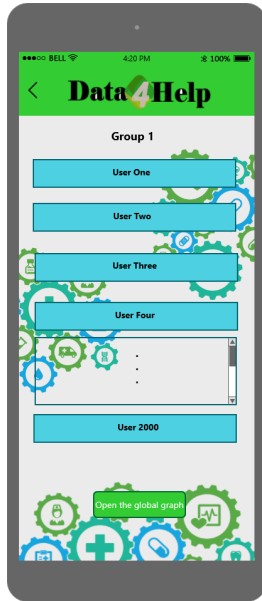 BELL 4:20 PM 100%
Data4Help
Group 1
User One
User Two
User Three
User Four
.
.
.
User 2000
Open the global graph